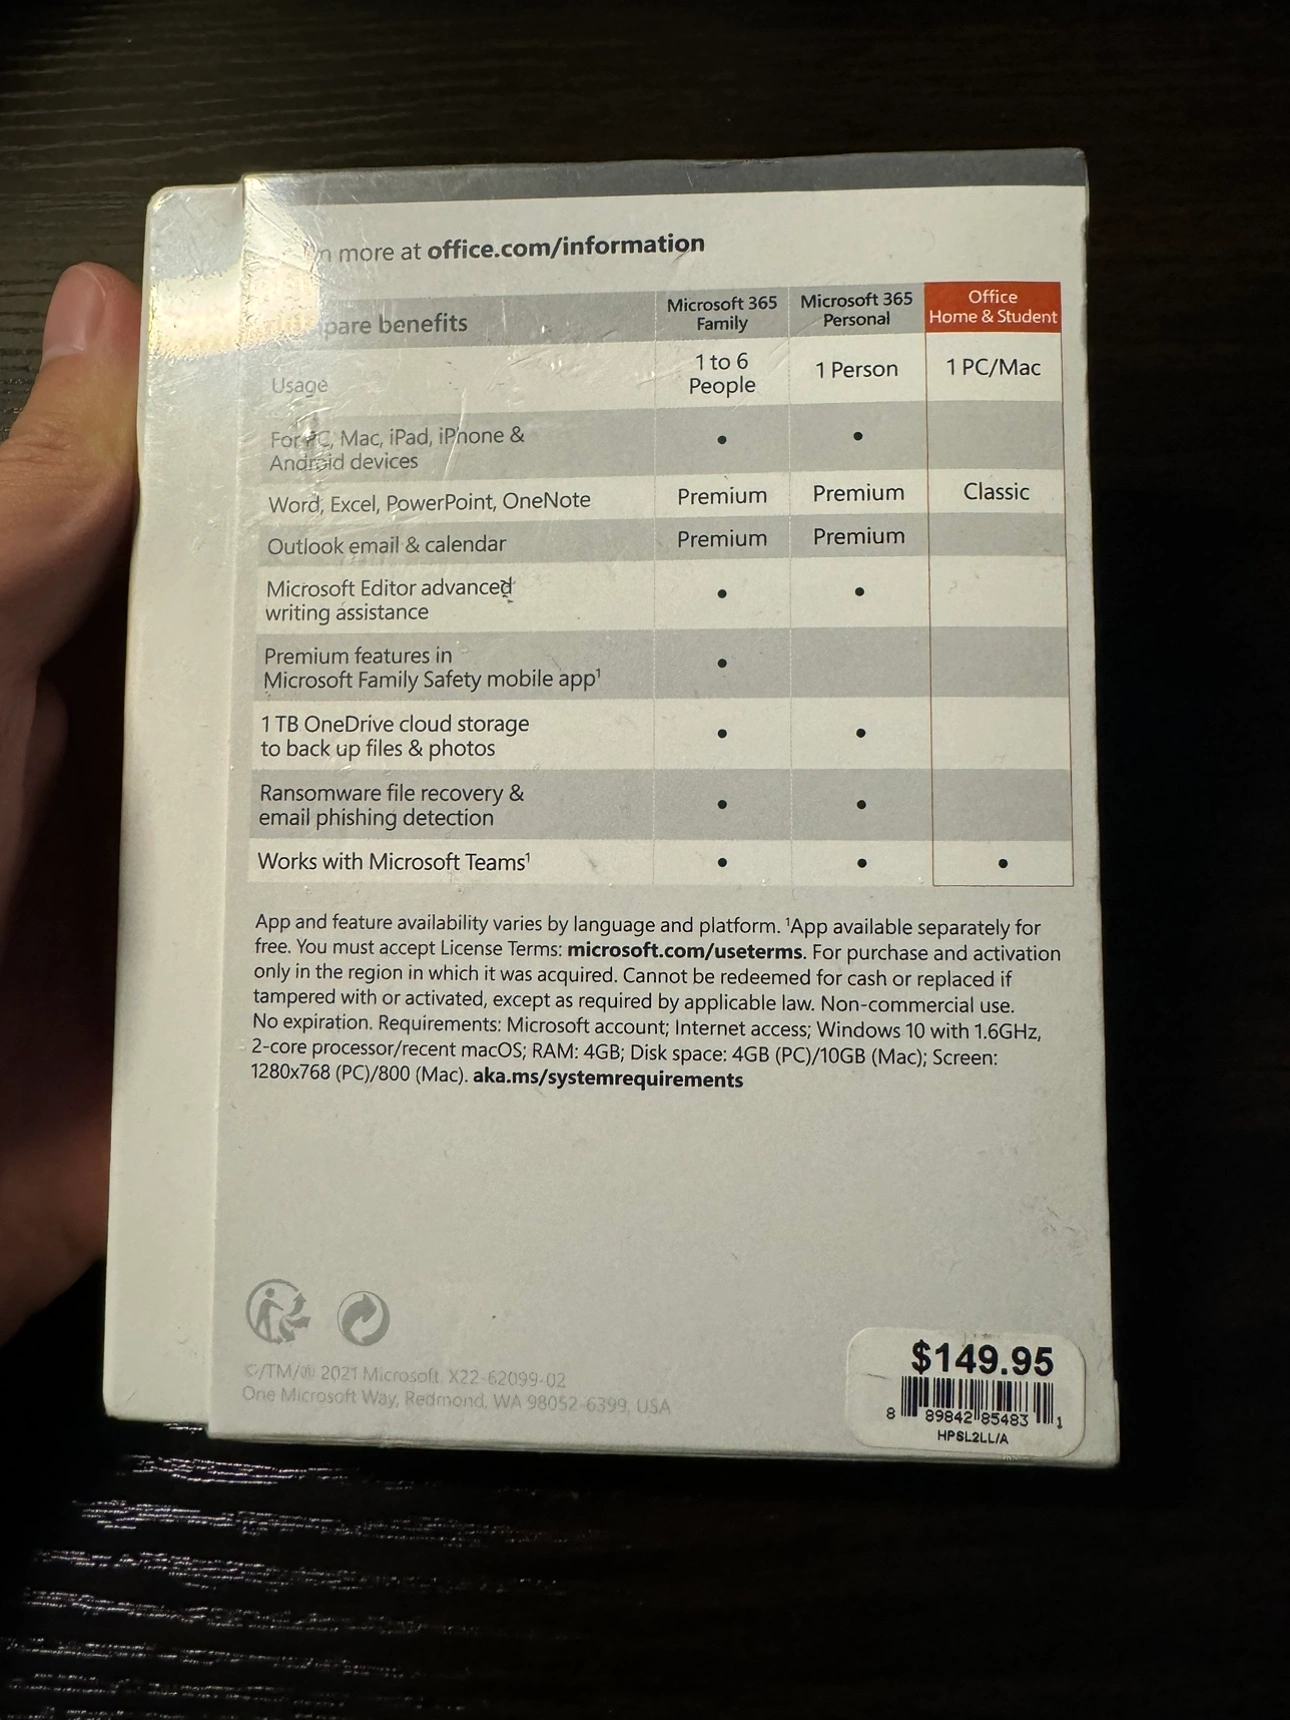 more at office.com/information
benefits
Microsoft 365
Family
Microsoft 365
Personal
Office
Home & Student
Usage
1 to 6
People
1 Person
1 PC/Mac
For PC, Mac, iPad, iPhone &
Android devices
• •
Word, Excel, PowerPoint, OneNote Premium Premium Classic
Outlook email & calendar Premium Premium
Microsoft Editor advanced
writing assistance
• •
Premium features in
Microsoft Family Safety mobile app¹
•
1 TB OneDrive cloud storage
to back up files & photos
• •
Ransomware file recovery &
email phishing detection
• •
Works with Microsoft Teams¹ • • •
App and feature availability varies by language and platform. ¹App available separately for
free. You must accept License Terms: microsoft.com/useterms. For purchase and activation
only in the region in which it was acquired. Cannot be redeemed for cash or replaced if
tampered with or activated, except as required by applicable law. Non-commercial use.
No expiration. Requirements: Microsoft account; Internet access; Windows 10 with 1.6GHz,
2-core processor/recent macOS; RAM: 4GB; Disk space: 4GB (PC)/10GB (Mac); Screen:
1280x768 (PC)/800 (Mac). aka.ms/systemrequirements
©/TM/® 2021 Microsoft X22-62099-02
One Microsoft Way, Redmond, WA 98052-6399, USA
$149.95
8 89842 85483 1
HPSL2LL/A